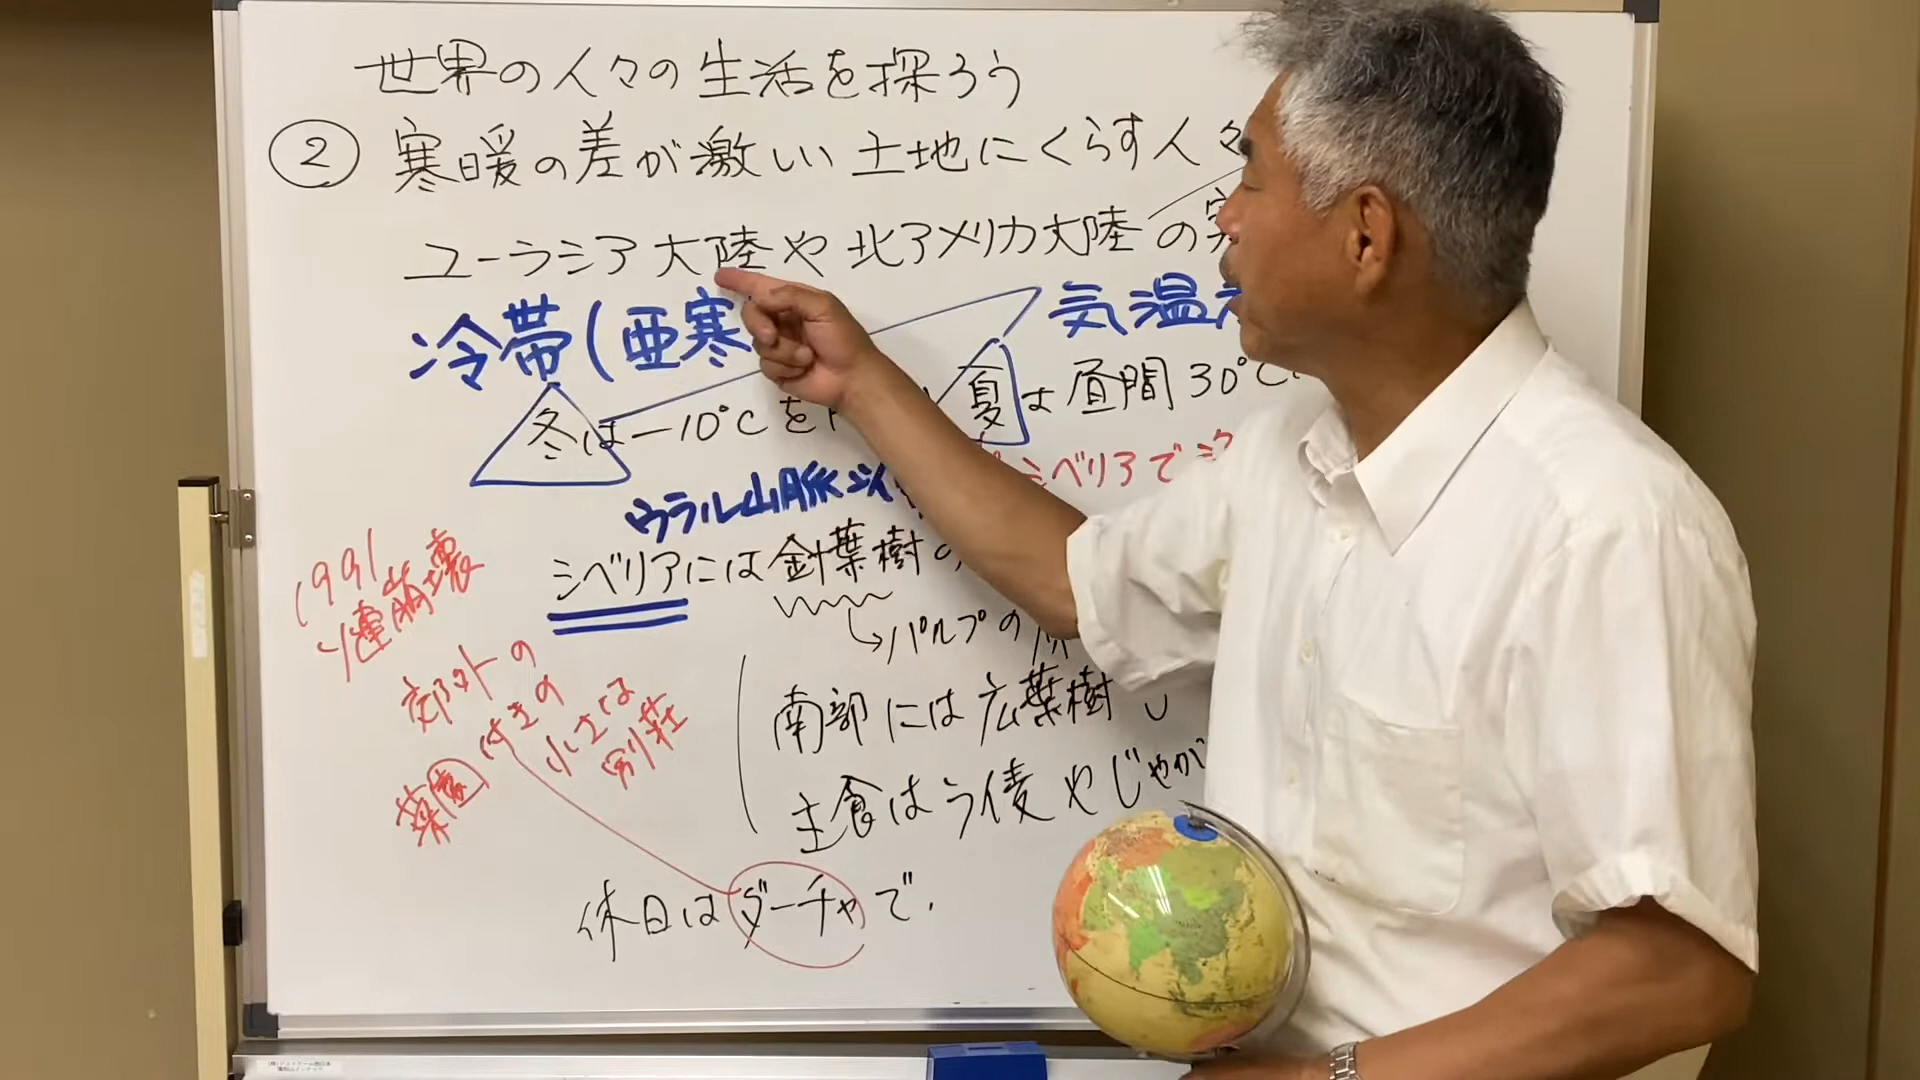 世界の人々の生活を探ろう
② 寒暖の差が激しい土地にくらす人々
ユーラシア大陸や北アメリカ大陸の
冷帯(亜寒
気温
冬は-10℃を
夏は昼間30℃
シベリアで
ウラル山脈以
シベリアには針葉樹の
パルプの原
南部には広葉樹も
主食はライ麦やじゃが
休日はダーチャで.
1991
ソ連崩壊
郊外の
菜園付きの
小さな
別荘